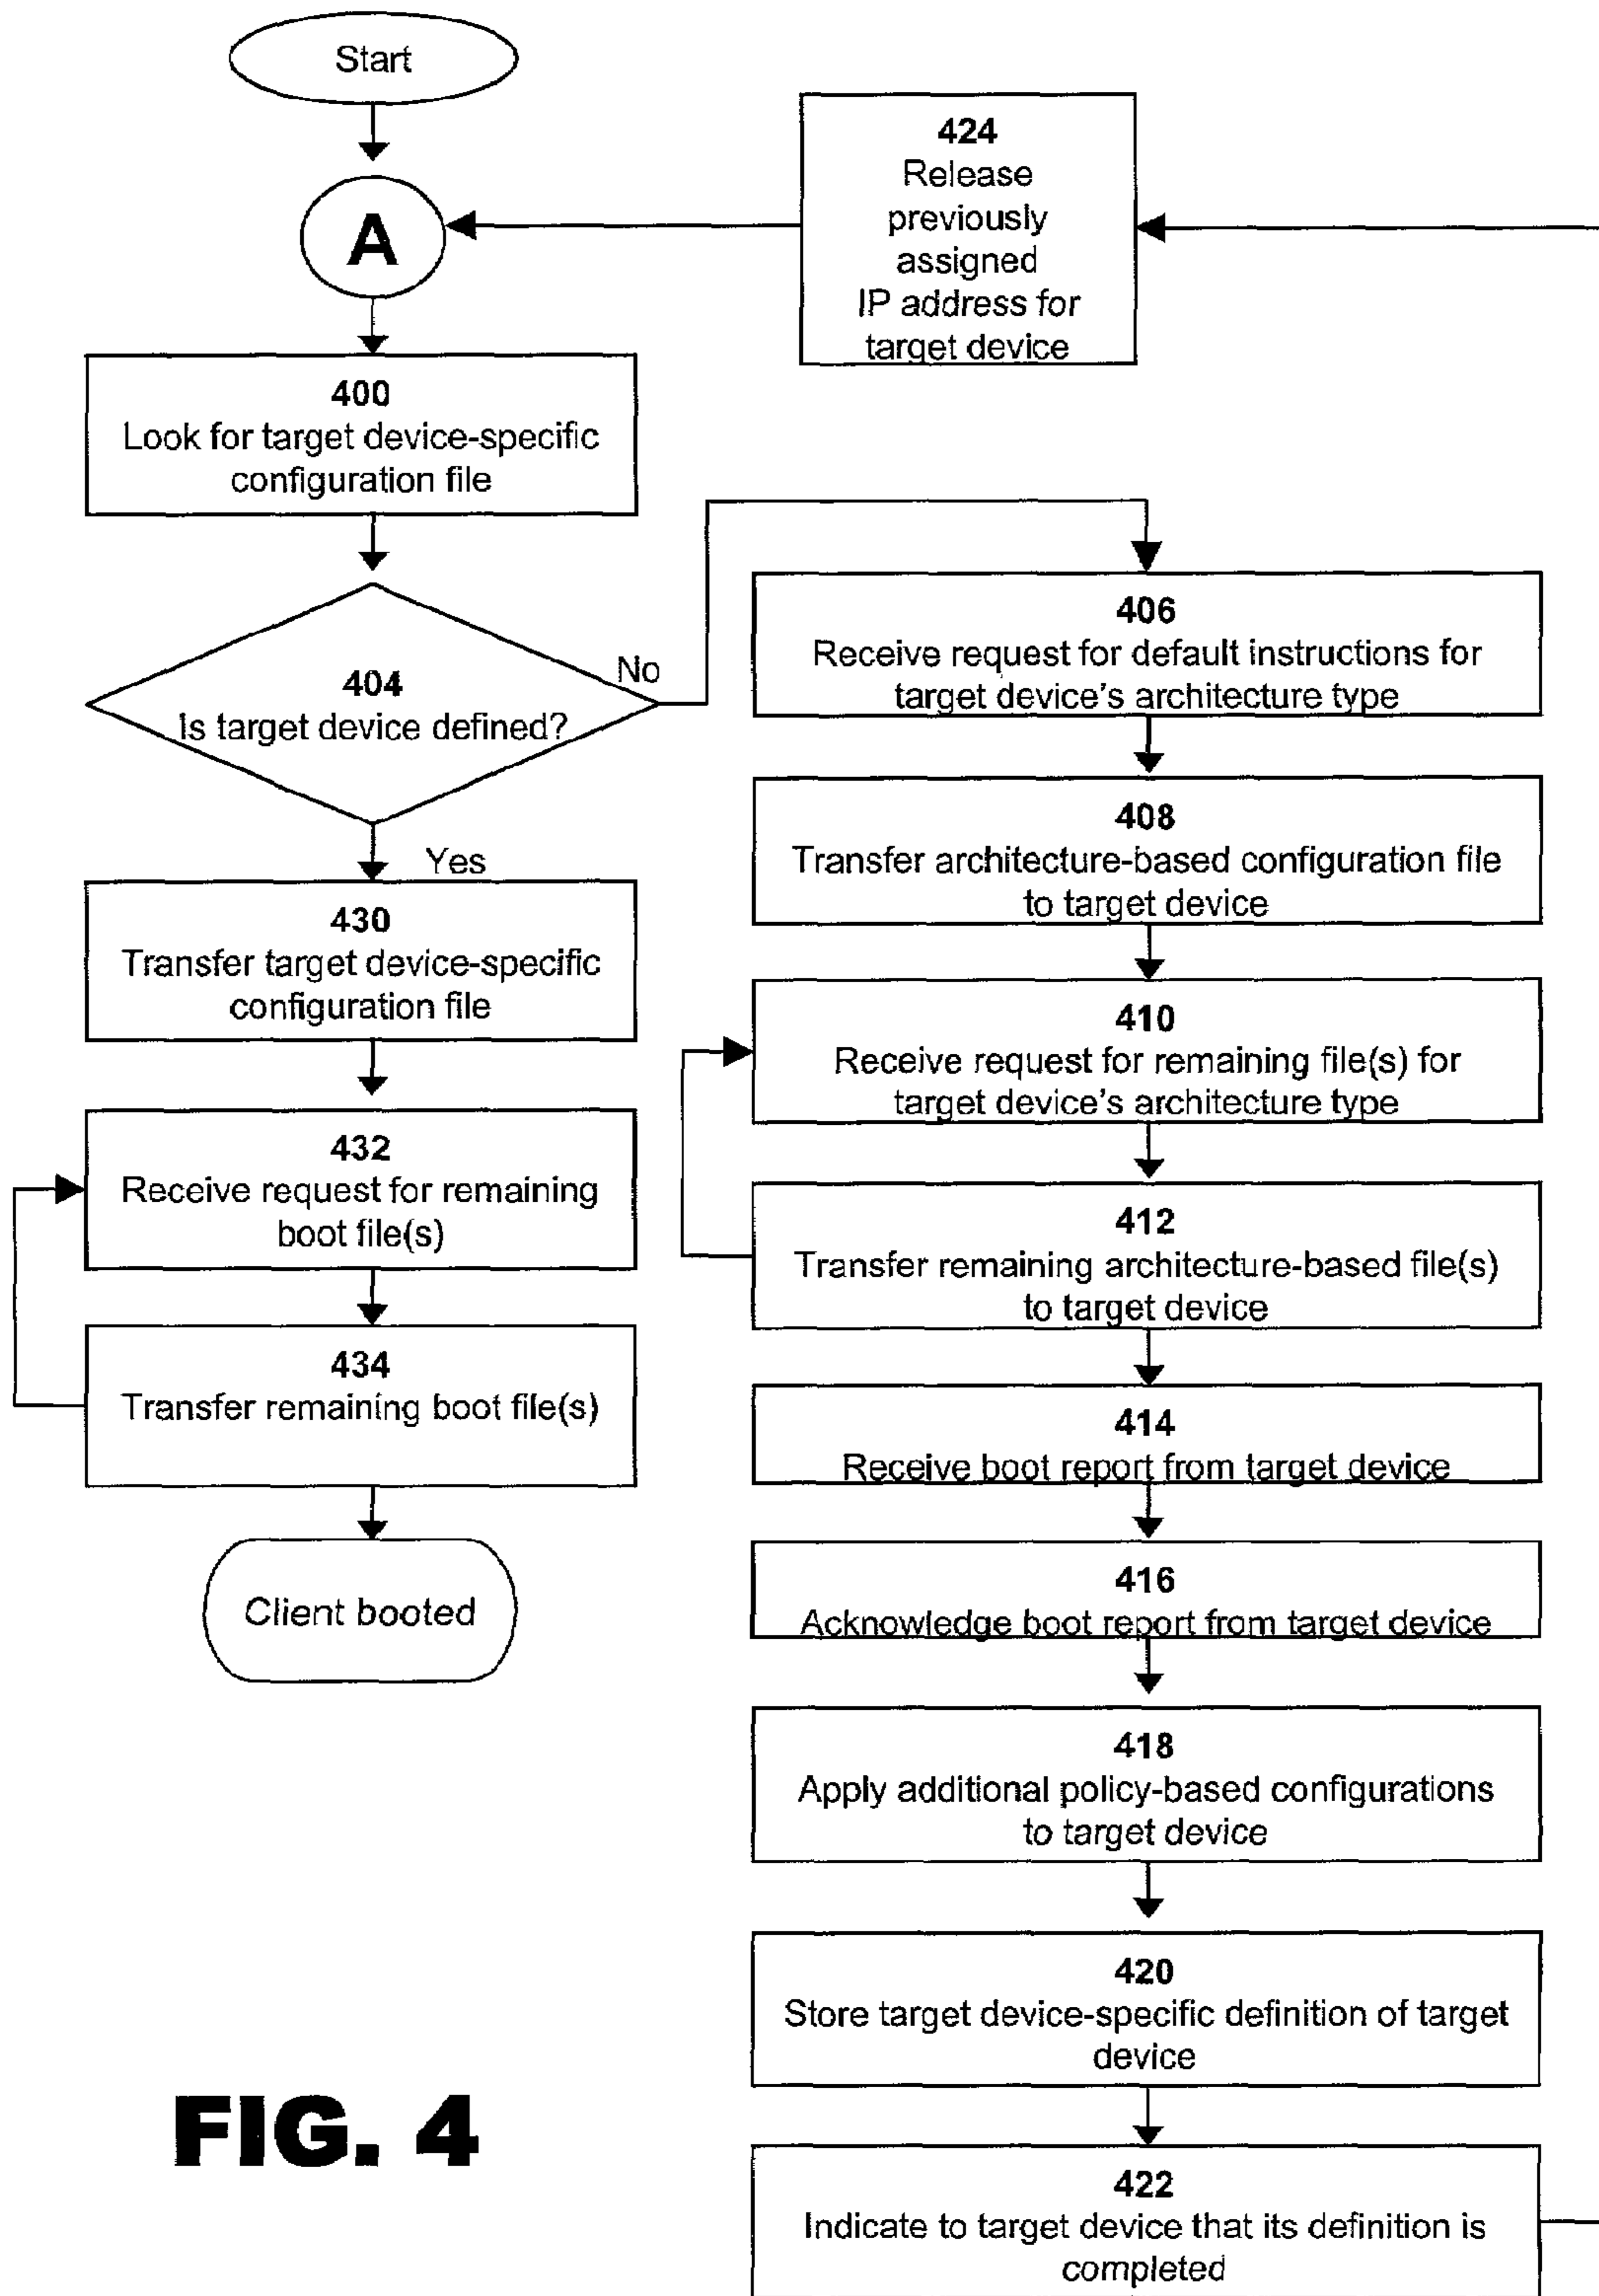 Start
A
424
Release
previously
assigned
IP address for
target device
400
Look for target device-specific
configuration file
404
Is target device defined?
No
Yes
430
Transfer target device-specific
configuration file
432
Receive request for remaining
boot file(s)
434
Transfer remaining boot file(s)
Client booted
406
Receive request for default instructions for
target device's architecture type
408
Transfer architecture-based configuration file
to target device
410
Receive request for remaining file(s) for
target device's architecture type
412
Transfer remaining architecture-based file(s)
to target device
414
Receive boot report from target device
416
Acknowledge boot report from target device
418
Apply additional policy-based configurations
to target device
420
Store target device-specific definition of target
device
422
Indicate to target device that its definition is
completed
FIG. 4